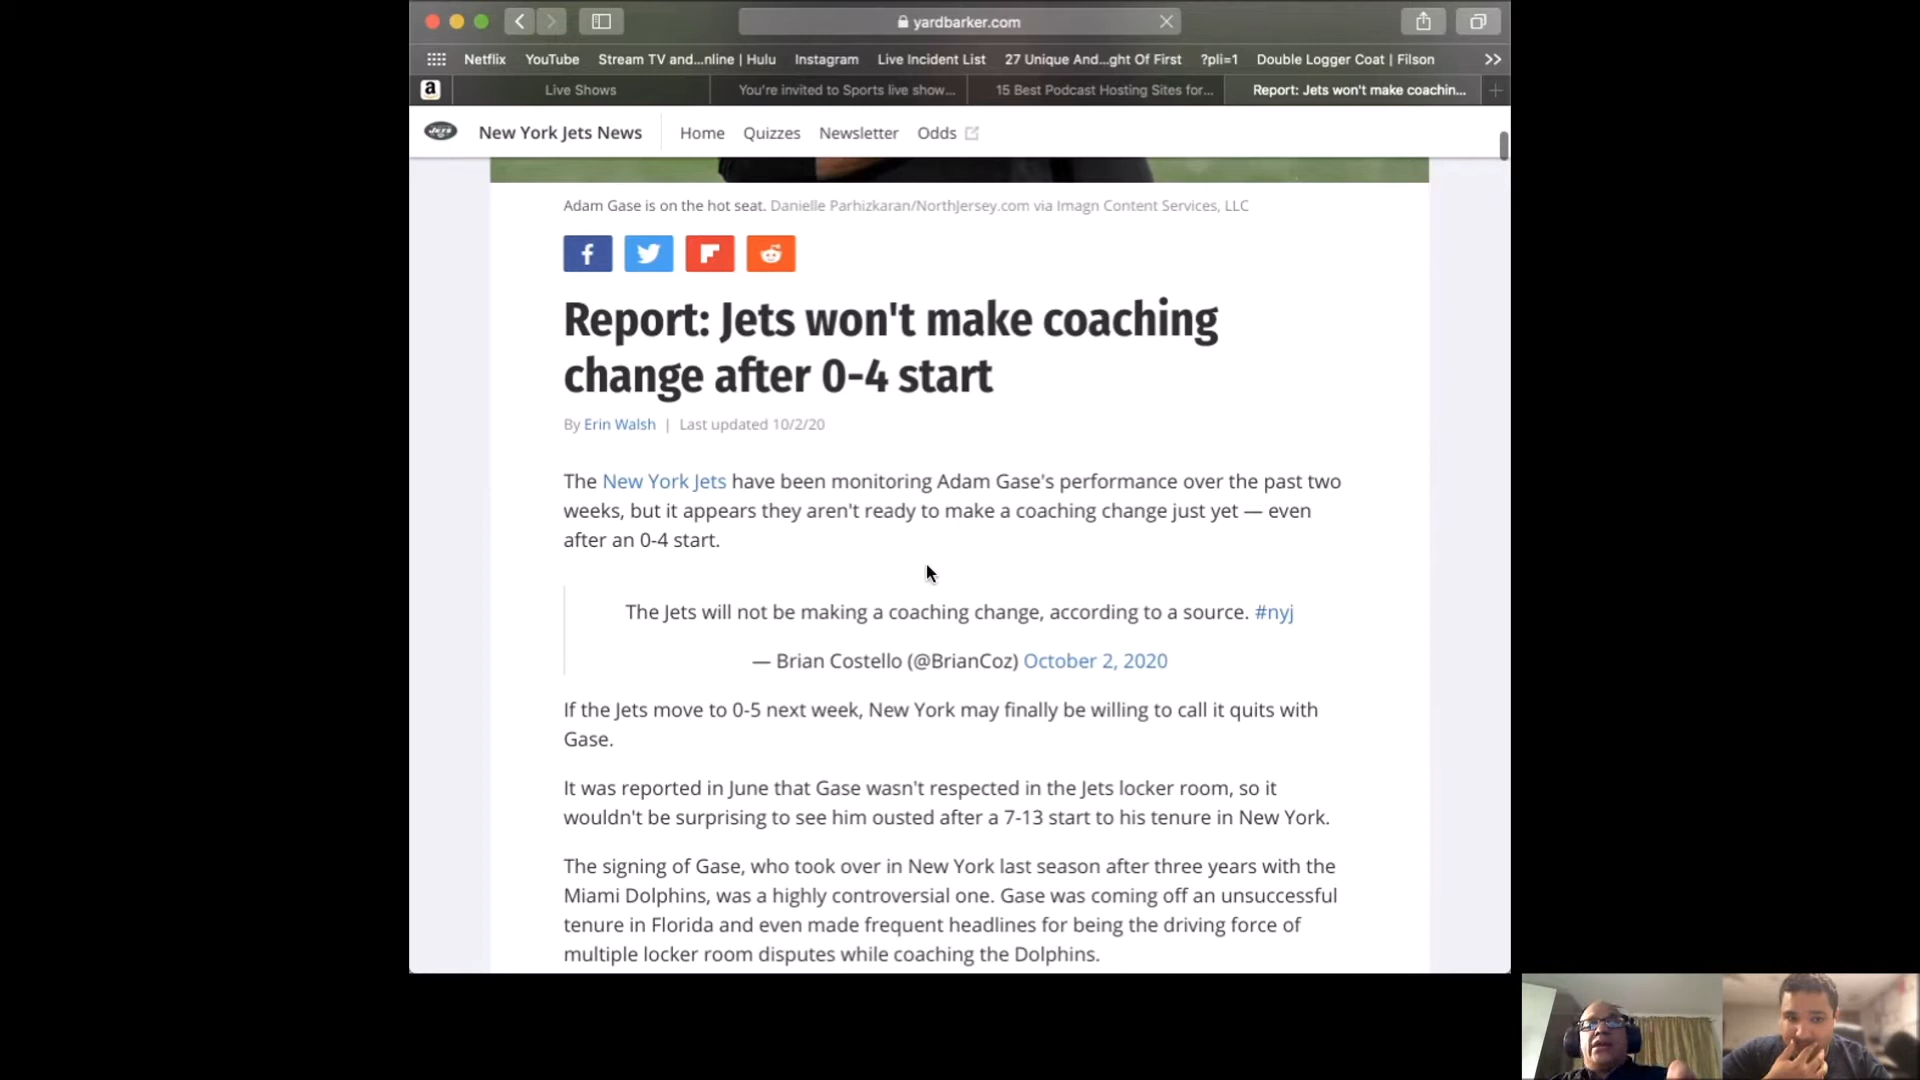 yardbarker.com
Netflix YouTube Stream TV and...nline | Hulu Instagram Live Incident List 27 Unique And...ght Of First ?pli=1 Double Logger Coat | Filson >>
a Live Shows You're invited to Sports live show... 15 Best Podcast Hosting Sites for... Report: Jets won't make coachin... +
JETS New York Jets News Home Quizzes Newsletter Odds
Adam Gase is on the hot seat. Danielle Parhizkaran/NorthJersey.com via Imagn Content Services, LLC
Report: Jets won't make coaching
change after 0-4 start
By Erin Walsh | Last updated 10/2/20
The New York Jets have been monitoring Adam Gase's performance over the past two
weeks, but it appears they aren't ready to make a coaching change just yet — even
after an 0-4 start.
The Jets will not be making a coaching change, according to a source. #nyj
— Brian Costello (@BrianCoz) October 2, 2020
If the Jets move to 0-5 next week, New York may finally be willing to call it quits with
Gase.
It was reported in June that Gase wasn't respected in the Jets locker room, so it
wouldn't be surprising to see him ousted after a 7-13 start to his tenure in New York.
The signing of Gase, who took over in New York last season after three years with the
Miami Dolphins, was a highly controversial one. Gase was coming off an unsuccessful
tenure in Florida and even made frequent headlines for being the driving force of
multiple locker room disputes while coaching the Dolphins.